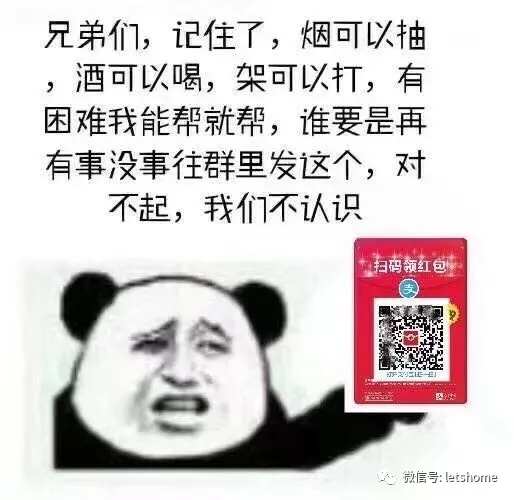 兄弟们，记住了，烟可以抽
，酒可以喝，架可以打，有
困难我能帮就帮，谁要是再
有事没事往群里发这个，对
不起，我们不认识
扫码领红包
支
微信号: letshome